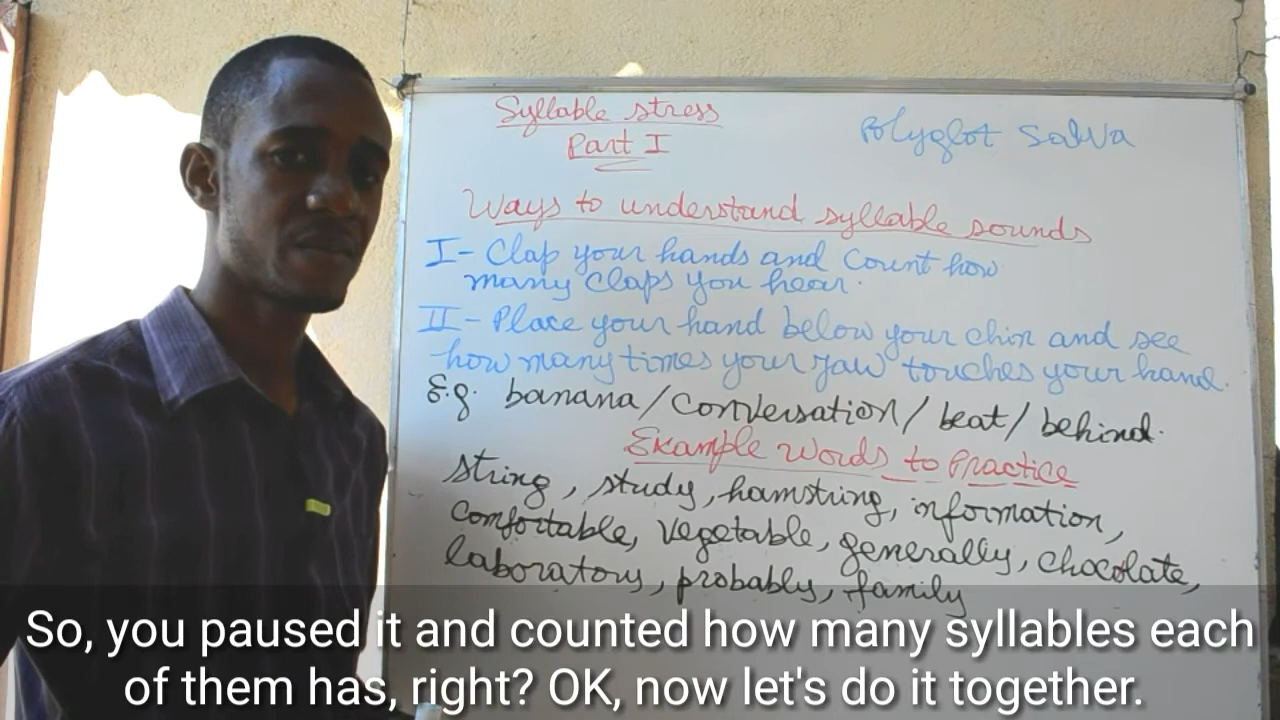 Syllable stress
Part I
Polyglot Salva
Ways to understand syllable sounds
I- Clap your hands and count how
many claps you hear.
II- Place your hand below your chin and see
how many times your jaw touches your hand.
E.g. banana/conversation/beat/behind.
Example Words to Practice
string, study, hamstring, information,
comfortable, vegetable, generally, chocolate,
laboratory, probably, family
So, you paused it and counted how many syllables each
of them has, right? OK, now let's do it together.